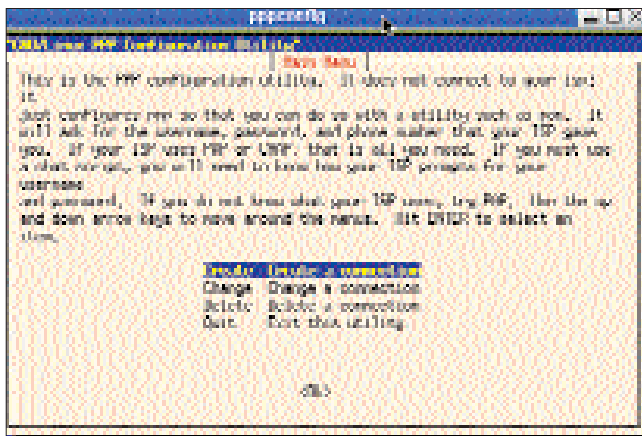 pppconfig
"GNU/Linux PPP Configuration Utility"
Main Menu
This is the PPP configuration utility. It does not connect to your isp:
it
just configures ppp so that you can do so with a utility such as pon. It
will ask for the username, password, and phone number that your ISP gave
you. If your ISP uses PAP or CHAP, that is all you need. If you must use
a chat script, you will need to know how your ISP prompts for your
username
and password. If you do not know what your ISP uses, try PAP. Use the up
and down arrow keys to move around the menus. Hit ENTER to select an
item.
Create Create a connection
Change Change a connection
Delete Delete a connection
Quit Exit this utility
<Ok>